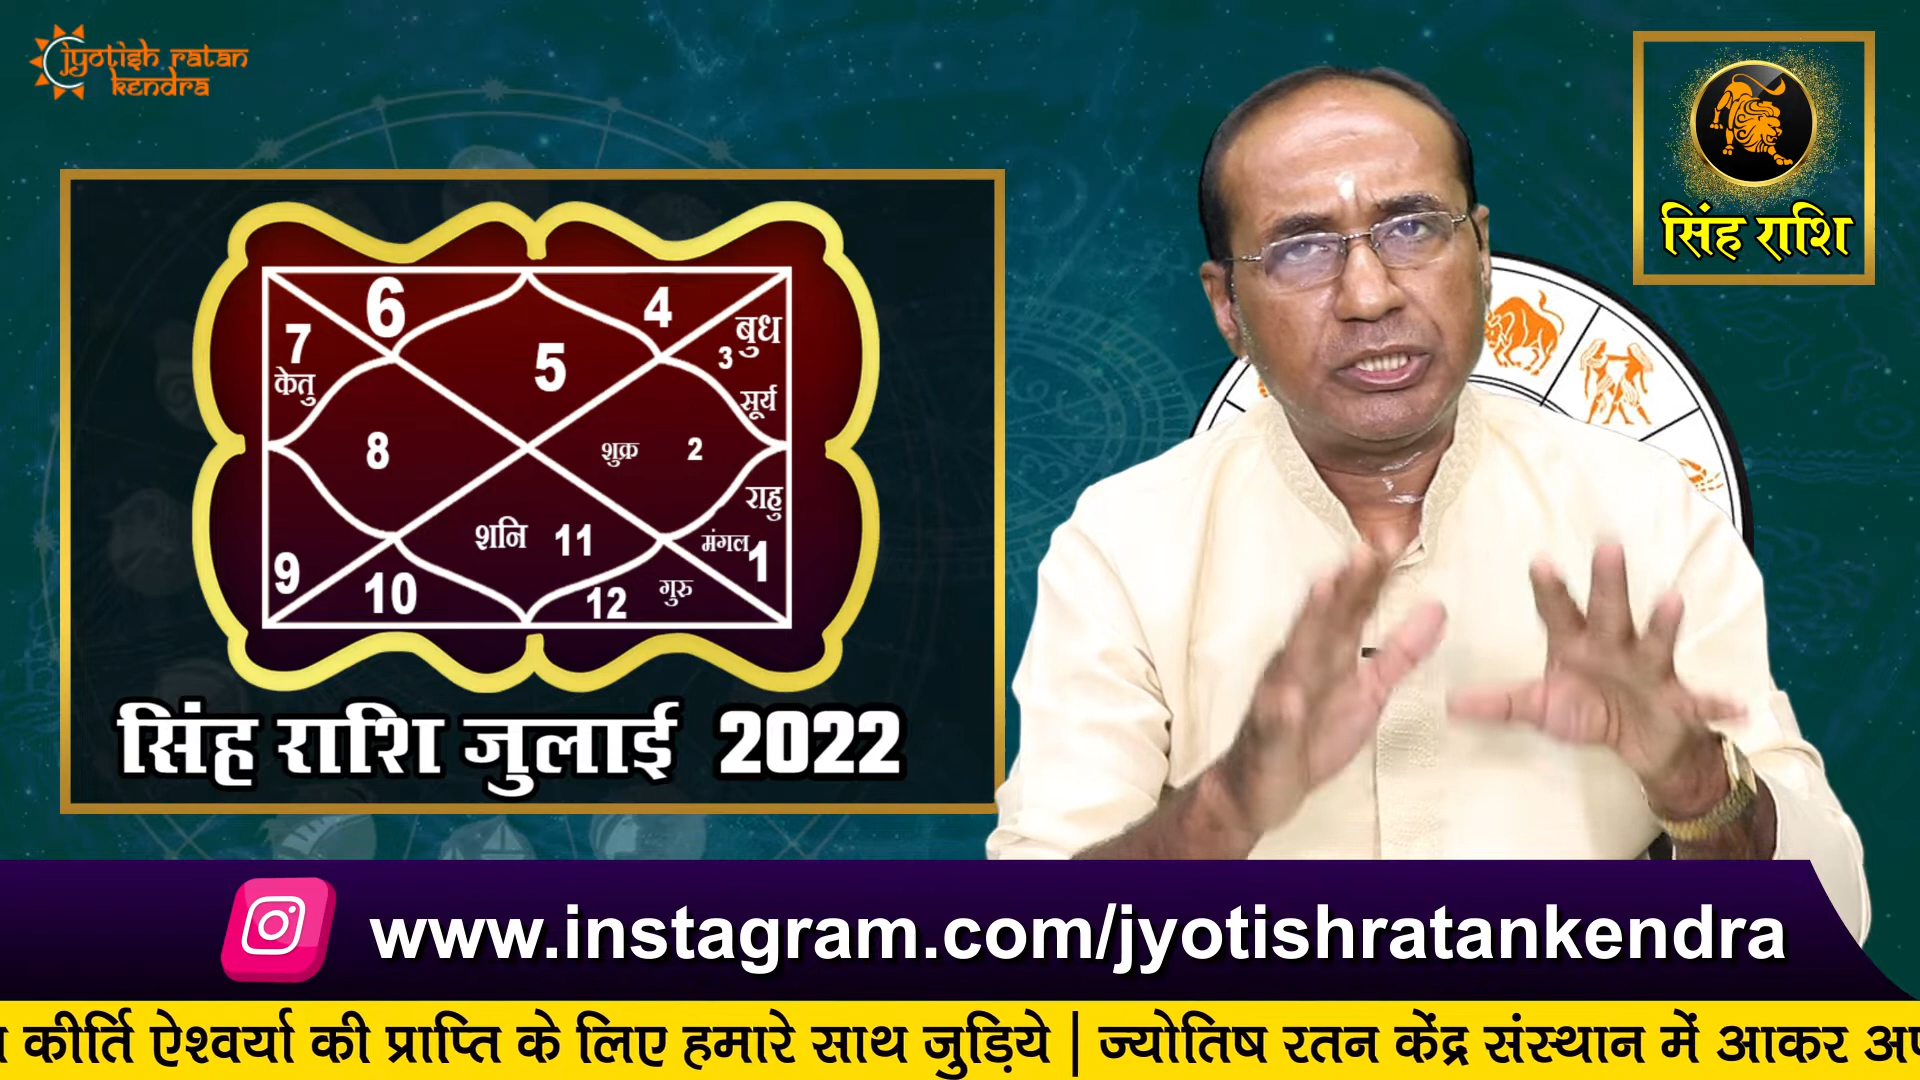 jyotish ratan
kendra
सिंह राशि
6
4
7
केतु
5
3
बुध
सूर्य
8
शुक्र 2
राहु
शनि 11
मंगल 1
9
10
12
गुरु
सिंह राशि जुलाई 2022
www.instagram.com/jyotishratankendra
कीर्ति ऐश्वर्या की प्राप्ति के लिए हमारे साथ जुड़िये | ज्योतिष रतन केंद्र संस्थान में आकर